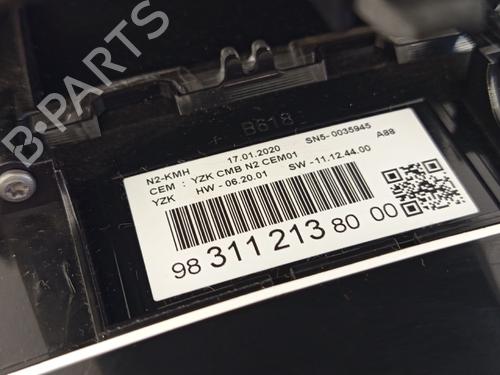 B-PARTS
B618
N2-KMH 17.01.2020 SN5-0035945
CEM : YZK CMB N2 CEM01 A88
YZK HW - 06.20.01 SW -11.12.44.00
98 311 213 80 00